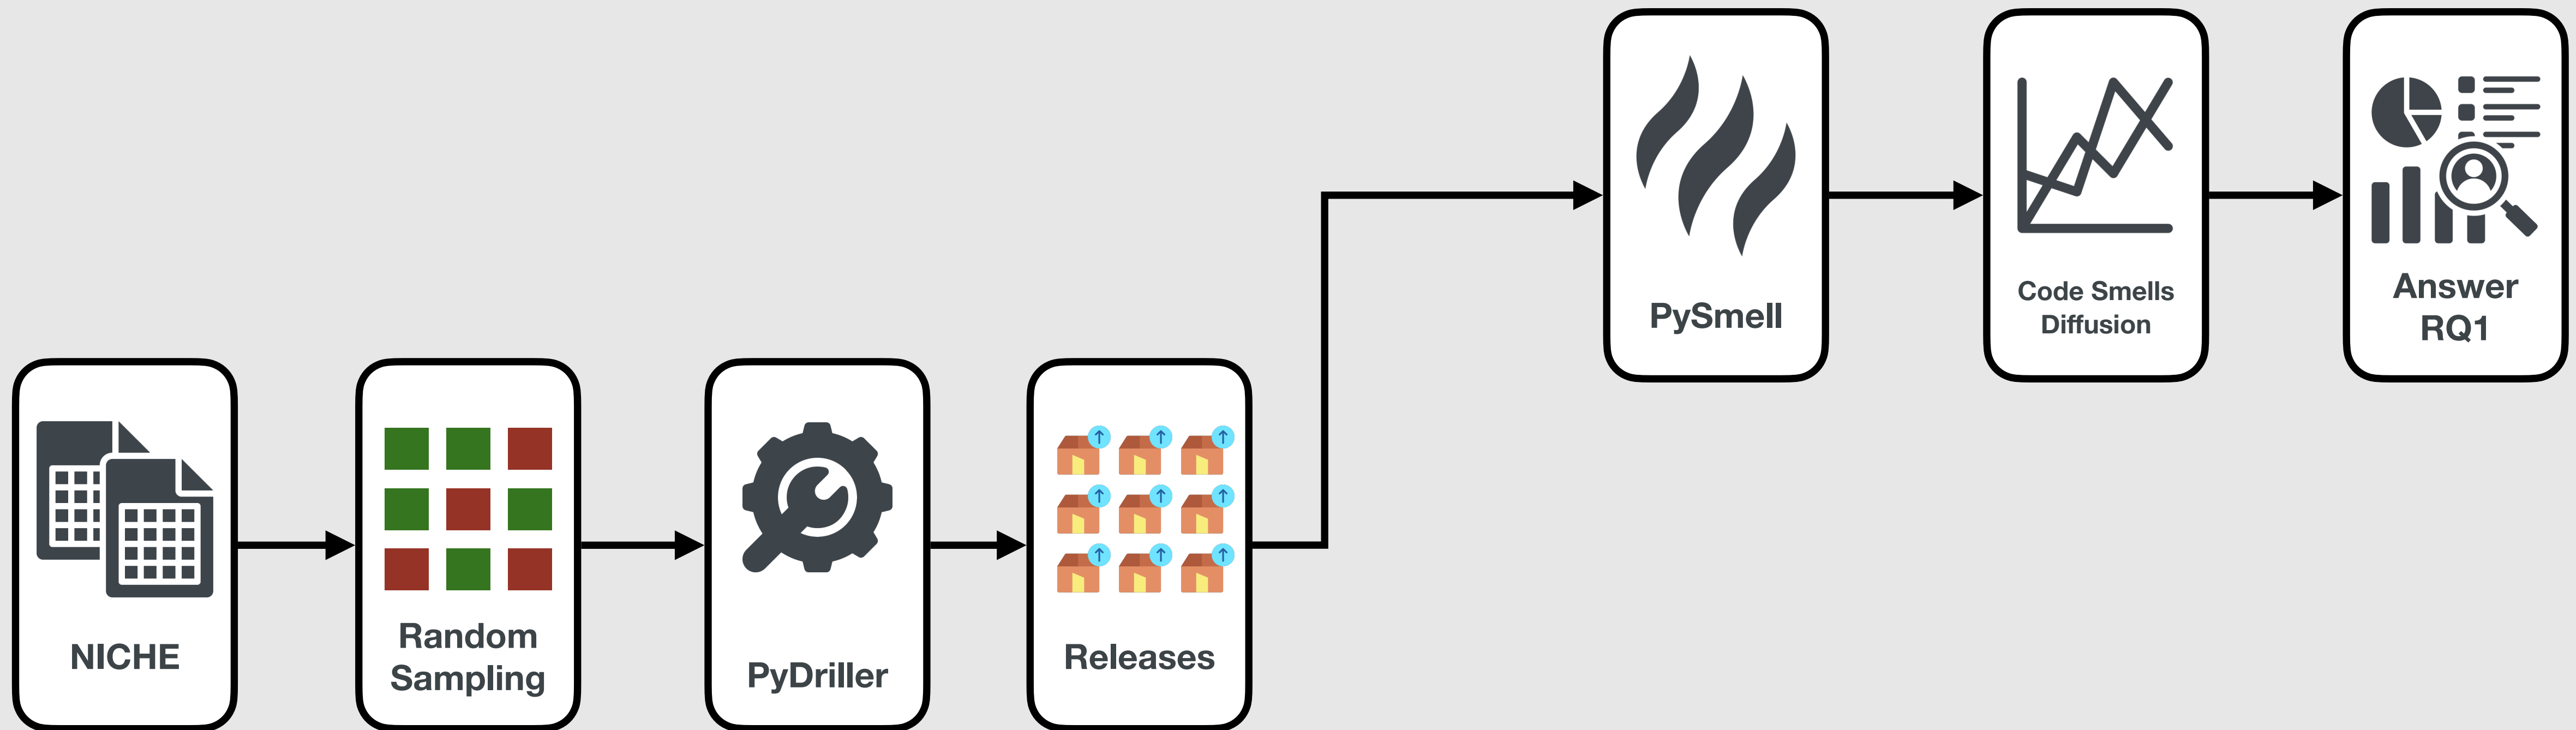 NICHE
Random
Sampling
PyDriller
Releases
PySmell
Code Smells
Diffusion
Answer
RQ1